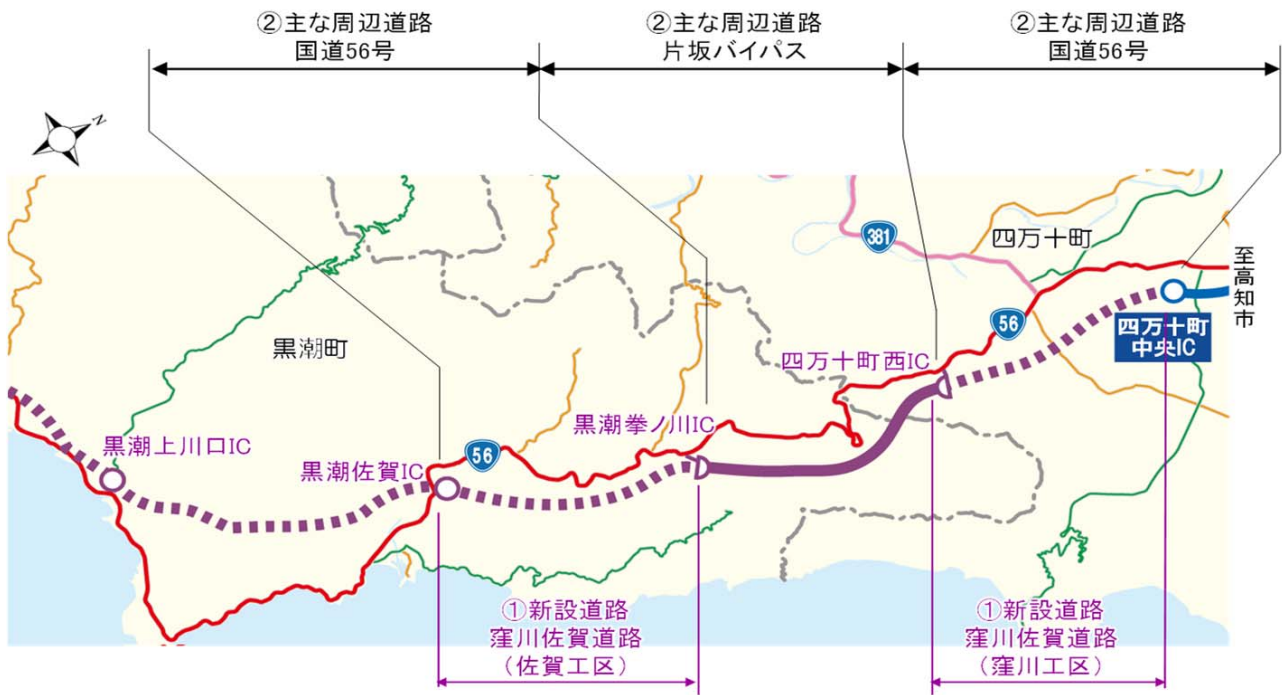 ②主な周辺道路
国道56号
②主な周辺道路
片坂バイパス
②主な周辺道路
国道56号
N
381
四万十町
至高知市
56
四万十町
中央IC
黒潮町
四万十町西IC
黒潮拳ノ川IC
黒潮上川口IC
黒潮佐賀IC
56
①新設道路
窪川佐賀道路
（佐賀工区）
①新設道路
窪川佐賀道路
（窪川工区）